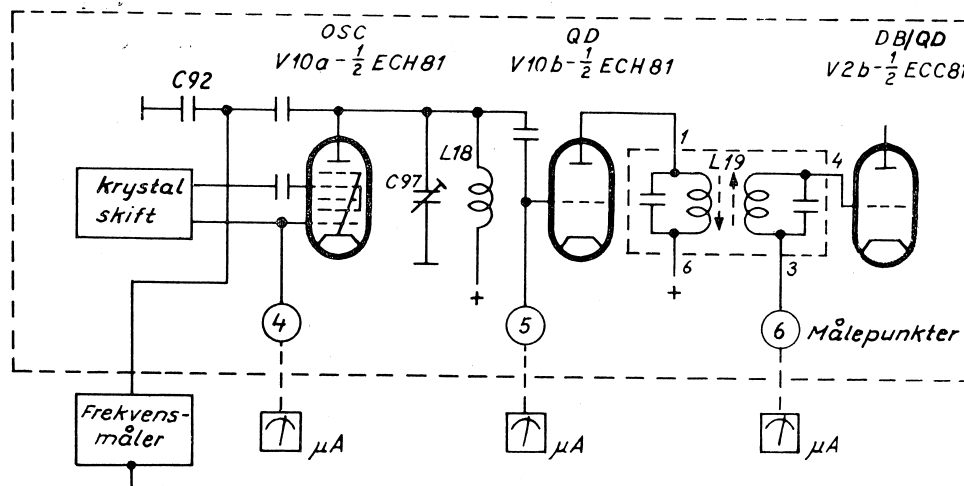 OSC
V10a-½ ECH81
QD
V10b-½ ECH81
DB/QD
V2b-½ ECC81
C92
krystal
skift
C97
L18
+
1
L19
4
6
3
+
4
5
6
Målepunkter
Frekvens-
måler
µA
µA
µA